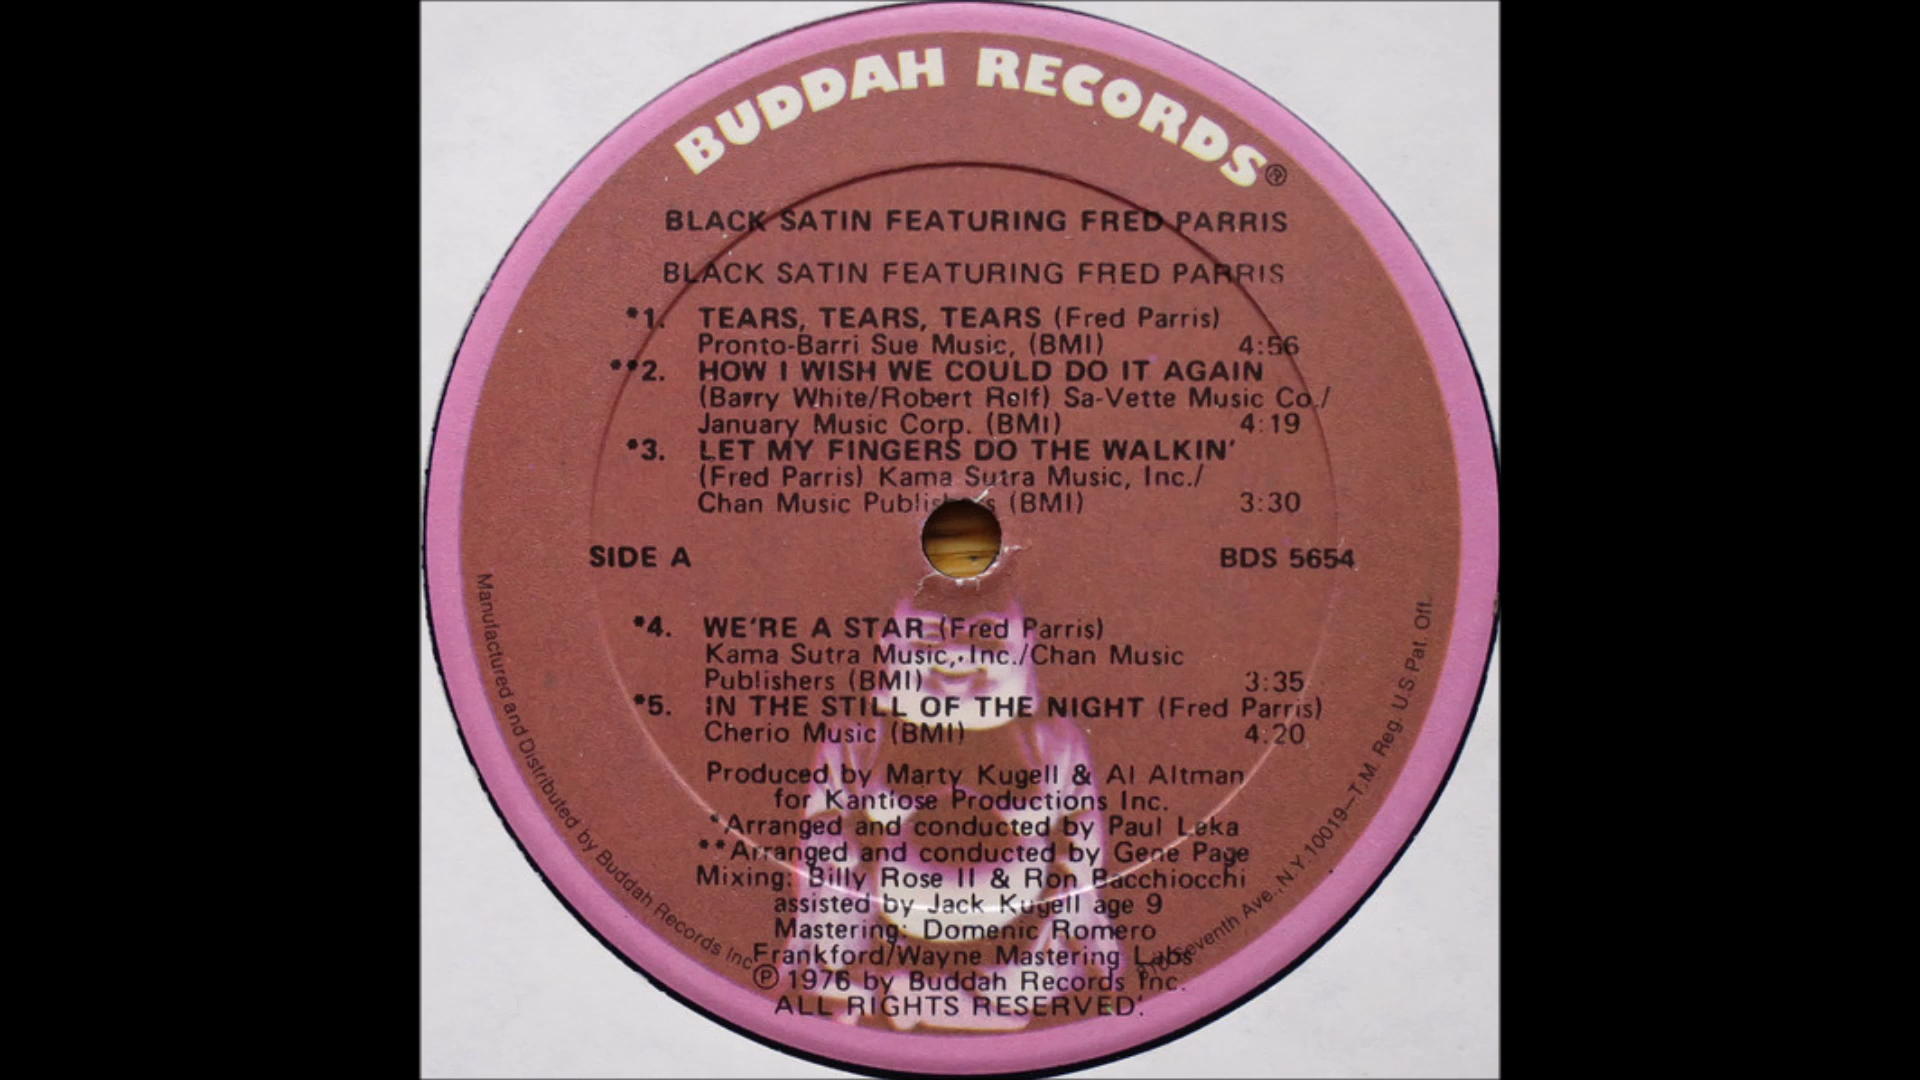 BUDDAH RECORDS®
BLACK SATIN FEATURING FRED PARRIS
BLACK SATIN FEATURING FRED PARRIS
*1. TEARS, TEARS, TEARS (Fred Parris)
Pronto-Barri Sue Music, (BMI) 4:56
**2. HOW I WISH WE COULD DO IT AGAIN
(Barry White/Robert Relf) Sa-Vette Music Co./
January Music Corp. (BMI) 4:19
*3. LET MY FINGERS DO THE WALKIN'
(Fred Parris) Kama Sutra Music, Inc./
Chan Music Publishers (BMI) 3:30
SIDE A BDS 5654
*4. WE'RE A STAR (Fred Parris)
Kama Sutra Music, Inc./Chan Music
Publishers (BMI) 3:35
*5. IN THE STILL OF THE NIGHT (Fred Parris)
Cherio Music (BMI) 4:20
Produced by Marty Kugell & Al Altman
for Kantiose Productions Inc.
*Arranged and conducted by Paul Leka
**Arranged and conducted by Gene Page
Mixing: Billy Rose II & Ron Bacchiocchi
assisted by Jack Kugell age 9
Mastering: Domenic Romero
Frankford/Wayne Mastering Labs
℗ 1976 by Buddah Records Inc.
ALL RIGHTS RESERVED.
Manufactured and Distributed by Buddah Records Inc. Seventh Ave., N.Y. 10019—T.M. Reg. U.S Pat. Off.